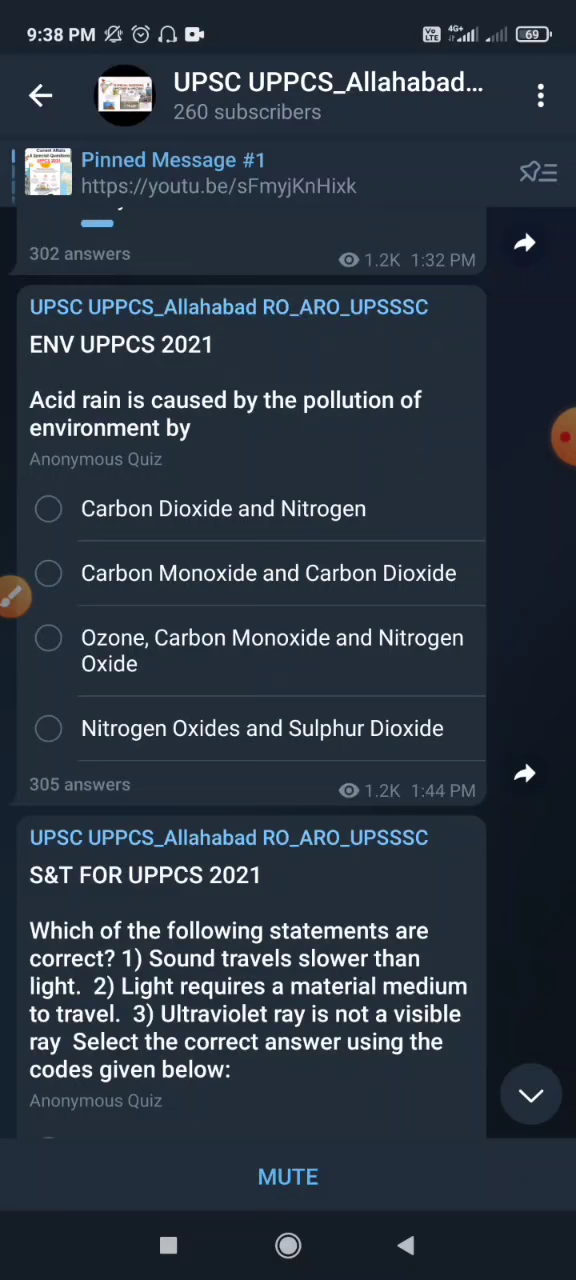 9:38 PM
4G+
Vo LTE
69
UPSC UPPCS_Allahabad...
260 subscribers
Pinned Message #1
https://youtu.be/sFmyjKnHixk
302 answers
1.2K 1:32 PM
UPSC UPPCS_Allahabad RO_ARO_UPSSSC
ENV UPPCS 2021
Acid rain is caused by the pollution of
environment by
Anonymous Quiz
Carbon Dioxide and Nitrogen
Carbon Monoxide and Carbon Dioxide
Ozone, Carbon Monoxide and Nitrogen
Oxide
Nitrogen Oxides and Sulphur Dioxide
305 answers
1.2K 1:44 PM
UPSC UPPCS_Allahabad RO_ARO_UPSSSC
S&T FOR UPPCS 2021
Which of the following statements are
correct? 1) Sound travels slower than
light. 2) Light requires a material medium
to travel. 3) Ultraviolet ray is not a visible
ray Select the correct answer using the
codes given below:
Anonymous Quiz
MUTE